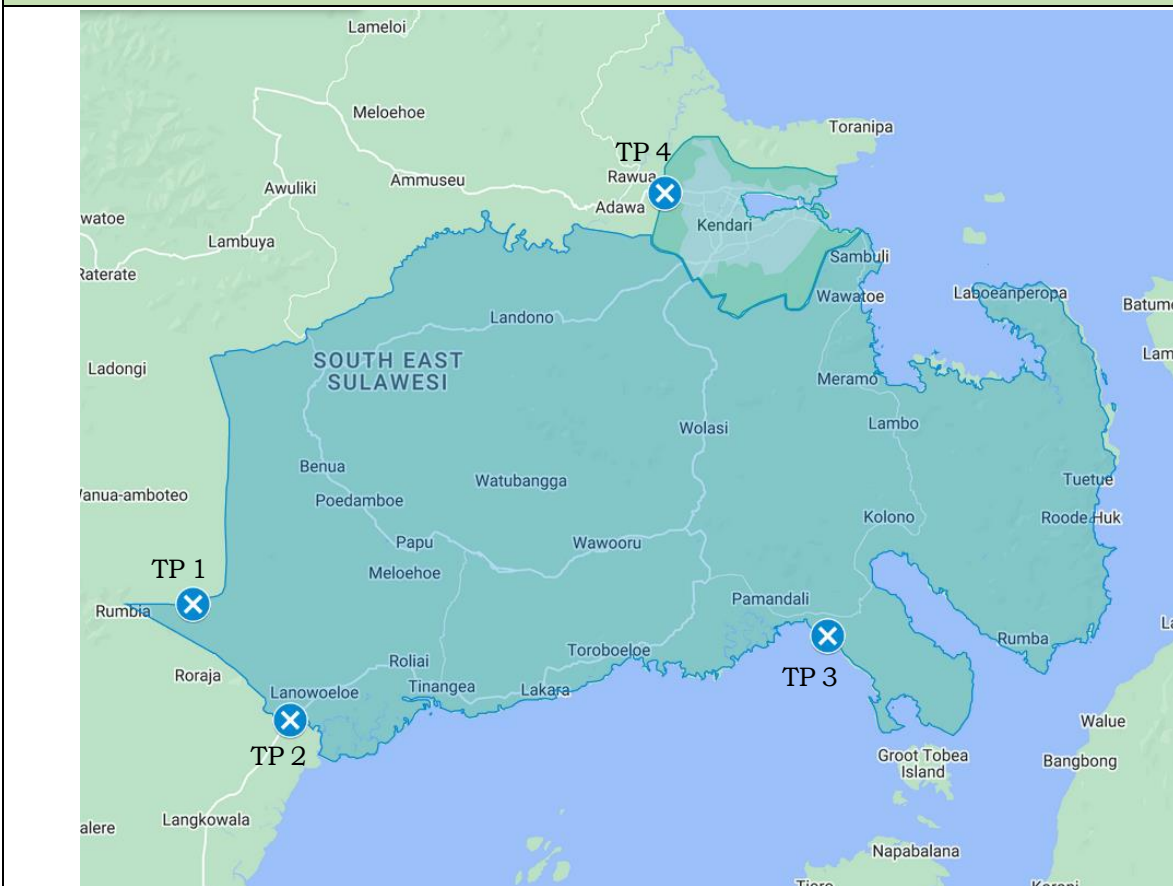 Lameloi
Meloehoe
Toranipa
TP 4
Rawua
Ammuseu
Awuliki
Adawa
watoe
Kendari
Lambuya
Sambuli
Raterate
Wawatoe
Laboeanperopa
Batum
Landono
Lam
SOUTH EAST
SULAWESI
Ladongi
Meramo
Lambo
Wolasi
Benua
Watubangga
Tuetue
anua-amboteo
Poedamboe
Kolono
Roode Huk
Papu
Wawooru
TP 1
Meloehoe
Pamandali
Rumbia
Rumba
Toroboeloe
Roliai
Roraja
TP 3
Tinangea
Lanowoeloe
Lakara
Walue
TP 2
Groot Tobea
Island
Bangbong
Langkowala
alere
Napabalana